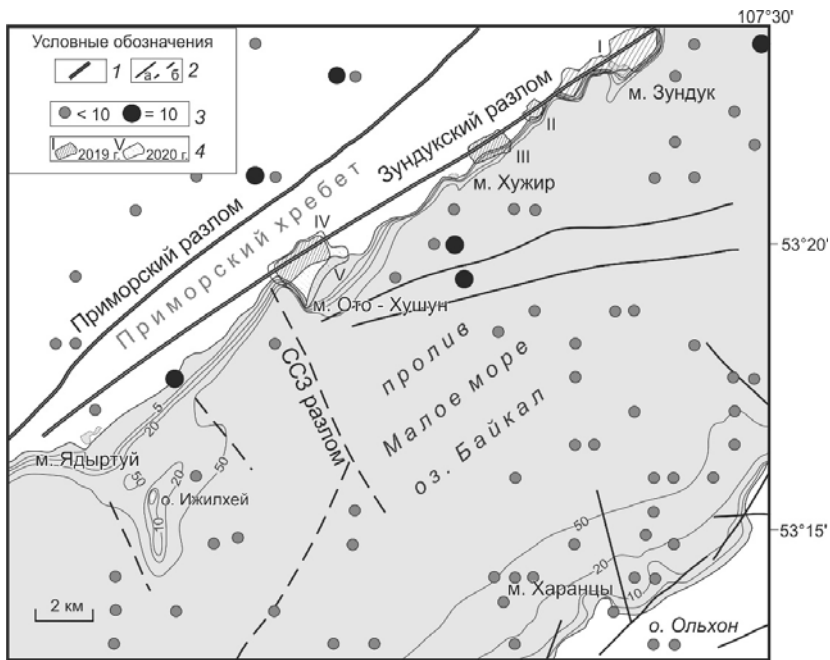 107°30'
Условные обозначения
1
а
б
2
< 10
= 10
3
I
2019 г.
V
2020 г.
4
I
м. Зундук
II
III
Зундукский разлом
м. Хужир
Приморский разлом
Приморский хребет
IV
V
53°20'
м. Ото - Хушун
ССЗ разлом
пролив
Малое море
оз. Байкал
5
20
50
м. Ядыртуй
50
20
о. Ижилхей
10
53°15'
50
20
10
м. Харанцы
2 км
о. Ольхон